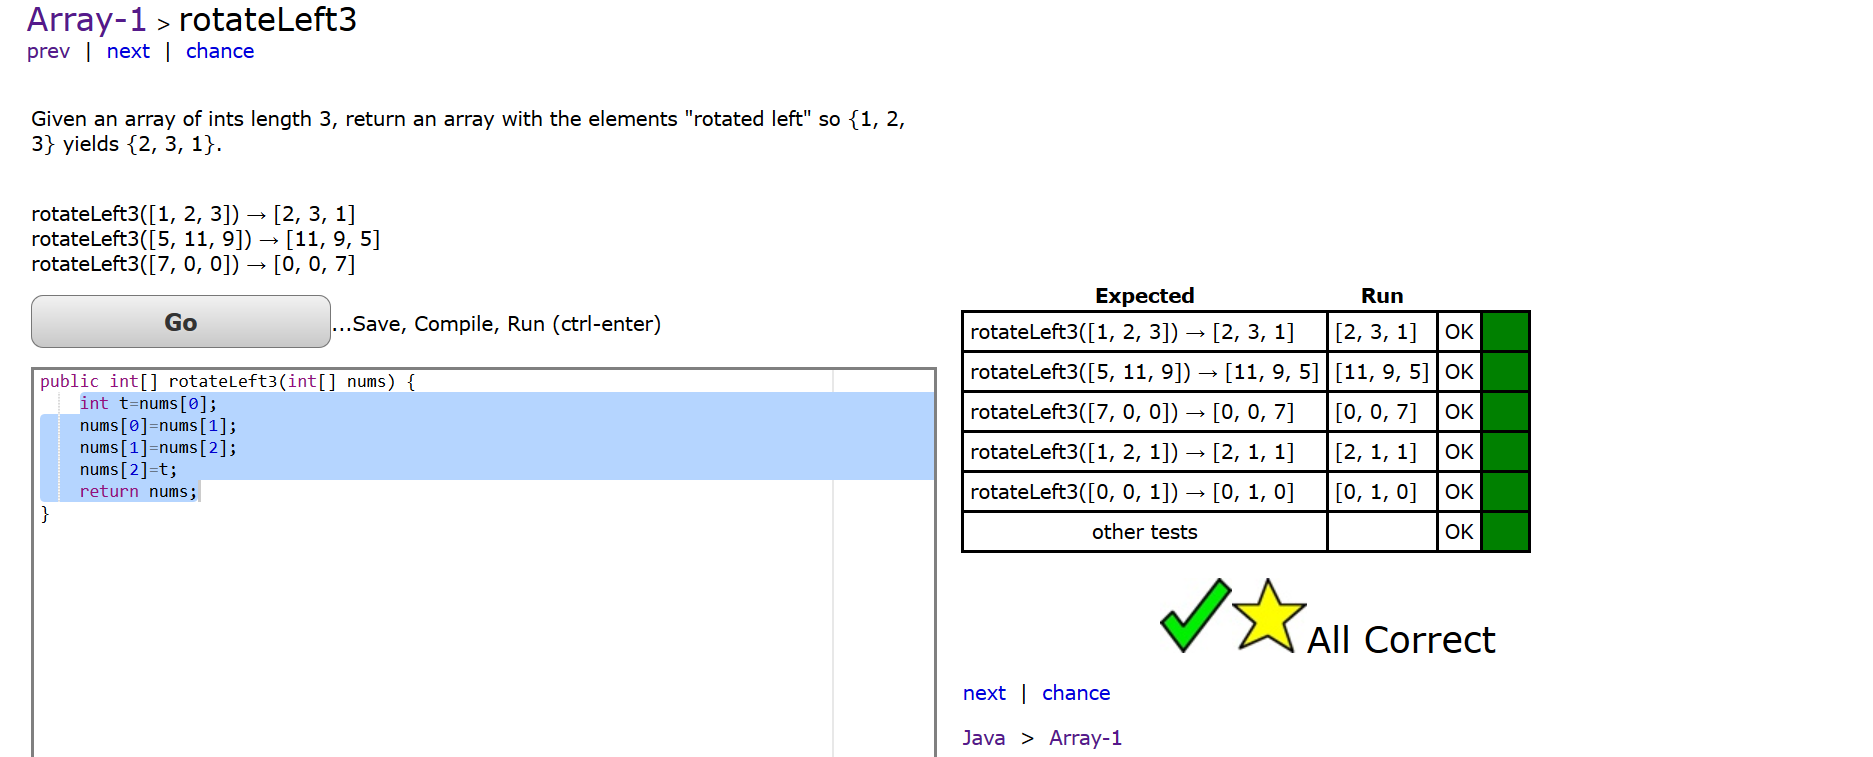 Array-1 > rotateLeft3
prev | next | chance
Given an array of ints length 3, return an array with the elements "rotated left" so {1, 2,
3} yields {2, 3, 1}.
rotateLeft3([1, 2, 3]) → [2, 3, 1]
rotateLeft3([5, 11, 9]) → [11, 9, 5]
rotateLeft3([7, 0, 0]) → [0, 0, 7]
Go ...Save, Compile, Run (ctrl-enter)
public int[] rotateLeft3(int[] nums) {
    int t=nums[0];
    nums[0]=nums[1];
    nums[1]=nums[2];
    nums[2]=t;
    return nums;
}
Expected Run
rotateLeft3([1, 2, 3]) → [2, 3, 1] [2, 3, 1] OK
rotateLeft3([5, 11, 9]) → [11, 9, 5] [11, 9, 5] OK
rotateLeft3([7, 0, 0]) → [0, 0, 7] [0, 0, 7] OK
rotateLeft3([1, 2, 1]) → [2, 1, 1] [2, 1, 1] OK
rotateLeft3([0, 0, 1]) → [0, 1, 0] [0, 1, 0] OK
other tests OK
All Correct
next | chance
Java > Array-1